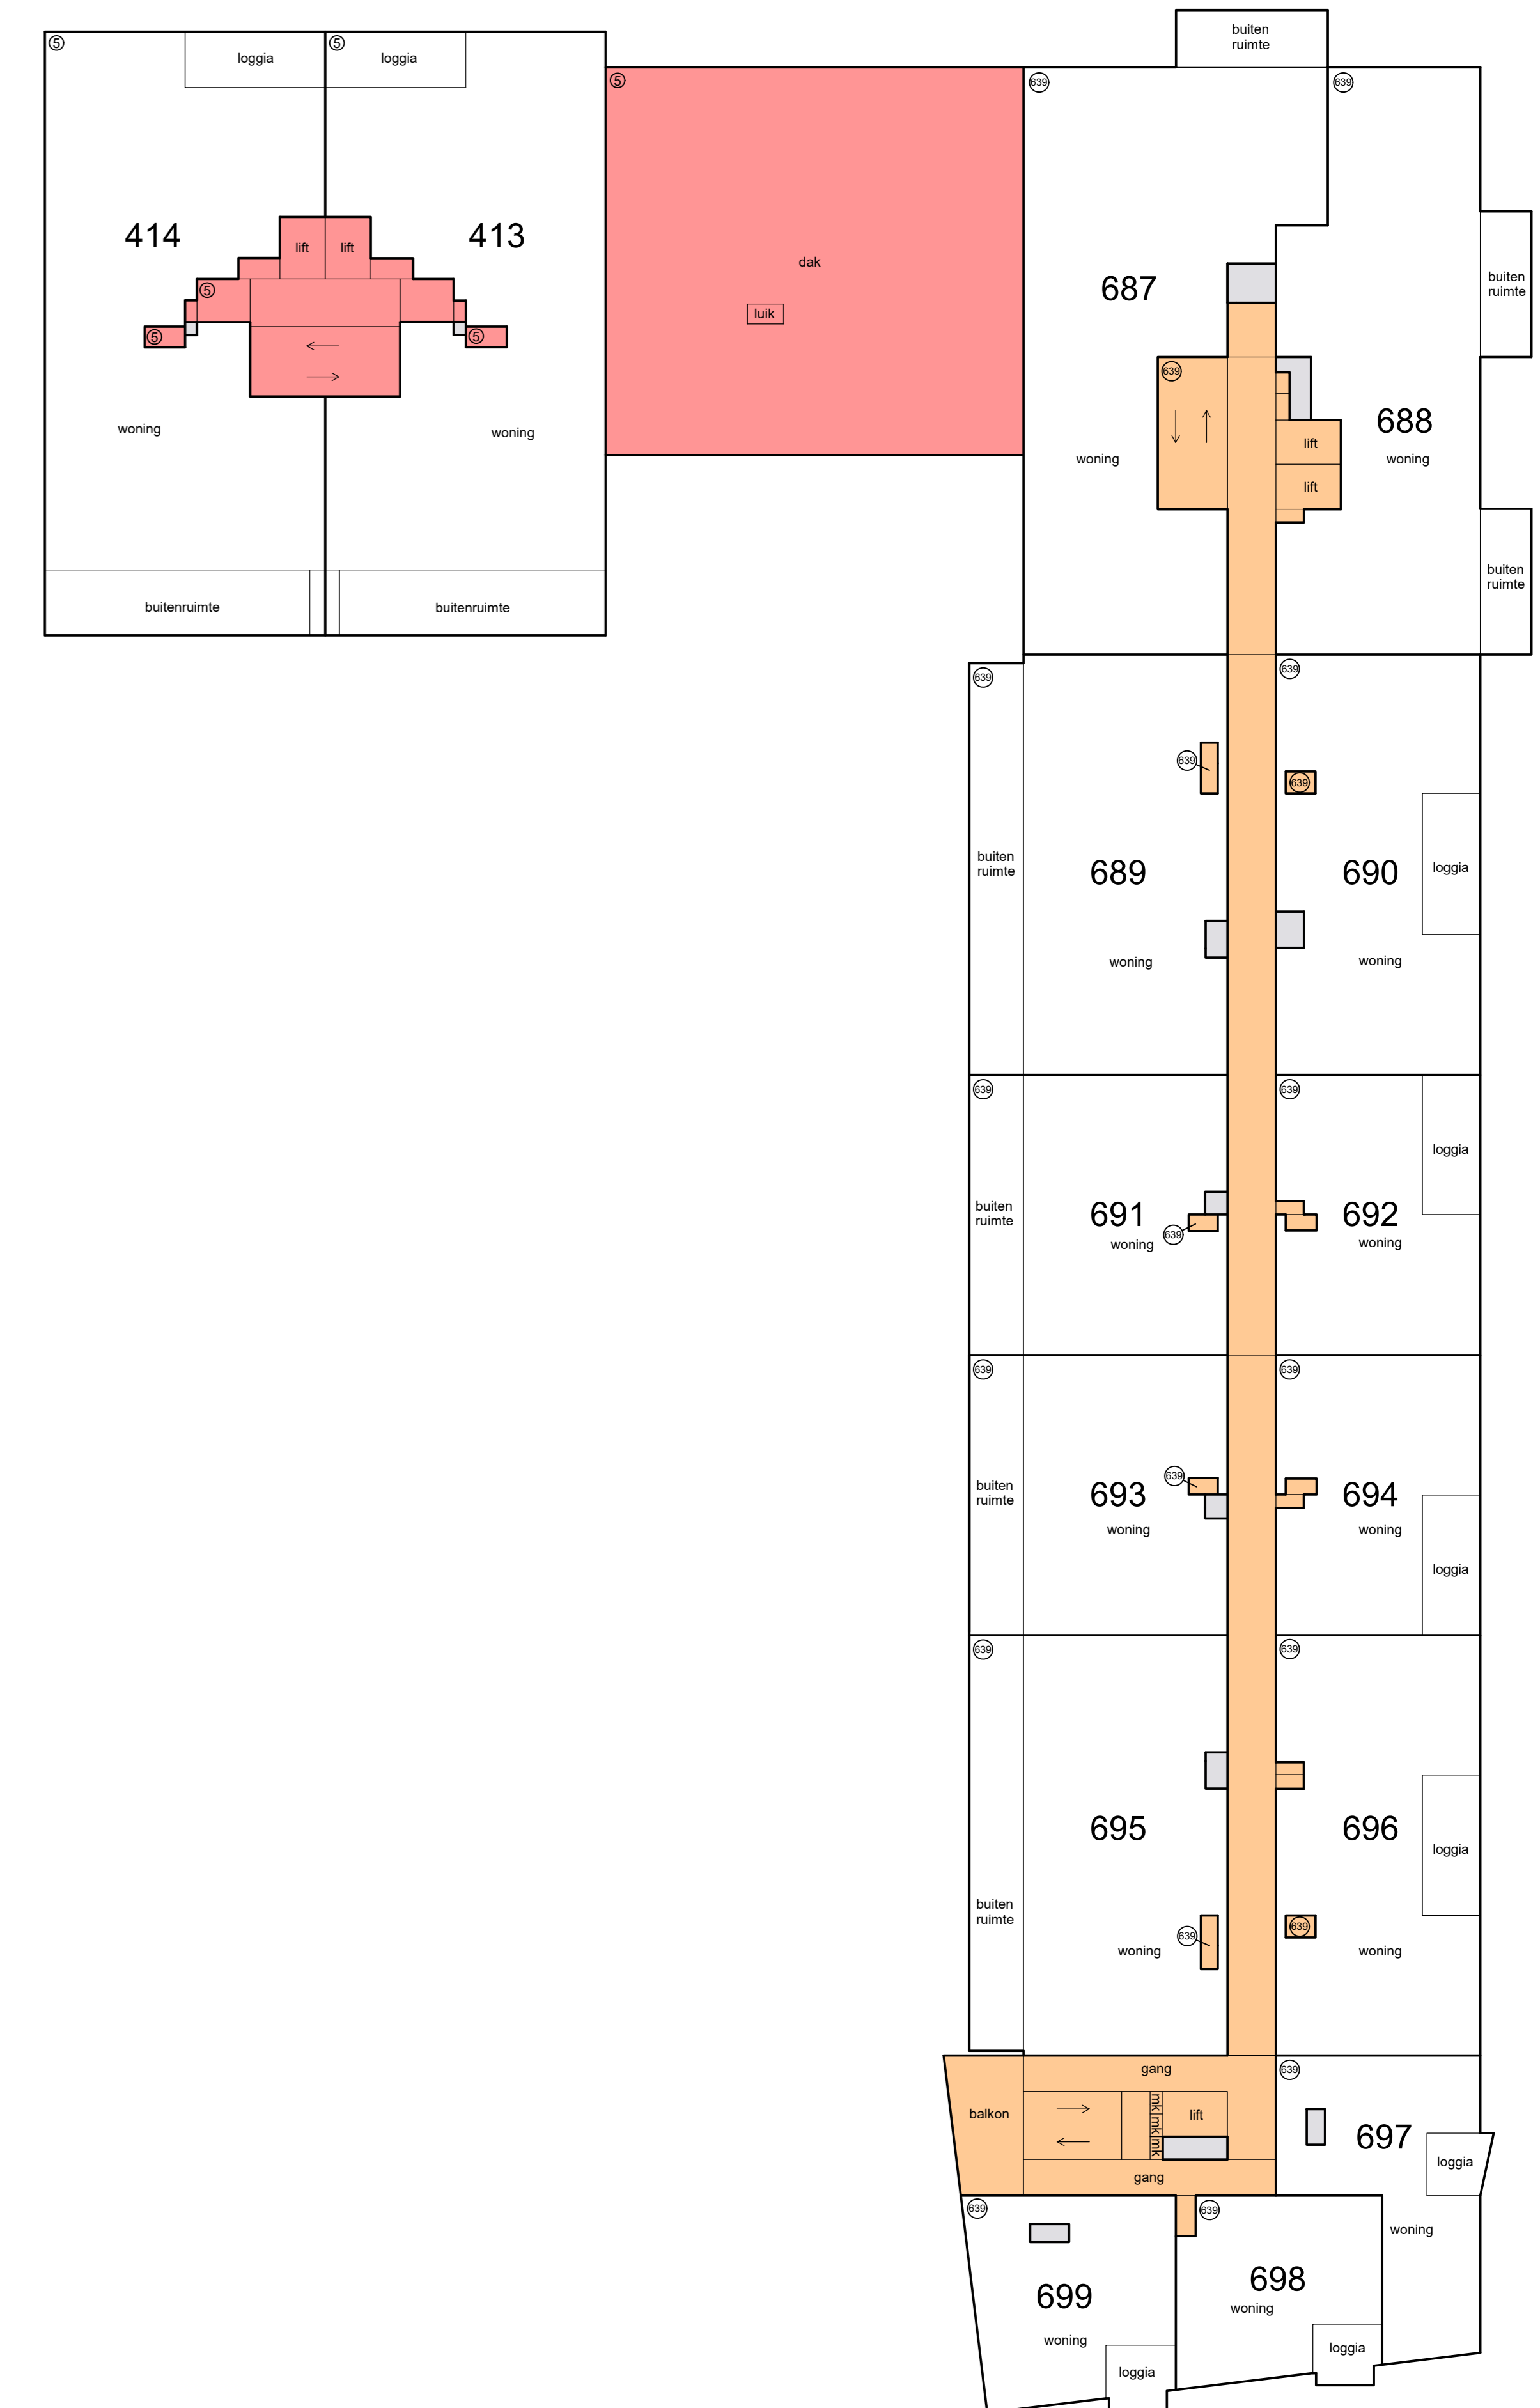 buiten
ruimte
5
loggia
5
loggia
5
639
639
414
lift
lift
413
dak
luik
5
5
5
687
buiten
ruimte
639
688
lift
woning
woning
lift
woning
woning
buiten
ruimte
buitenruimte
buitenruimte
639
639
639
639
buiten
ruimte
689
690
loggia
woning
woning
639
639
loggia
buiten
ruimte
691
639
692
woning
woning
639
639
buiten
ruimte
639
693
694
woning
woning
loggia
639
639
695
696
loggia
buiten
ruimte
639
639
woning
woning
gang
639
balkon
mk
mk
mk
lift
697
loggia
gang
639
639
woning
699
698
woning
woning
loggia
loggia